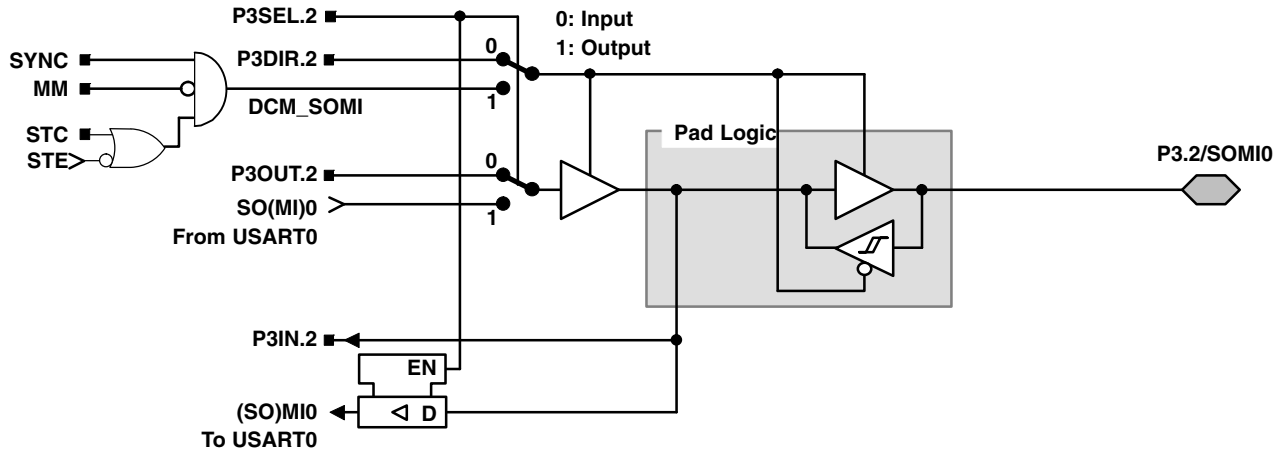 P3SEL.2
0: Input
1: Output
SYNC
P3DIR.2
0
MM
1
DCM_SOMI
STC
STE
Pad Logic
P3.2/SOMI0
P3OUT.2
0
SO(MI)0
1
From USART0
P3IN.2
EN
(SO)MI0
D
To USART0